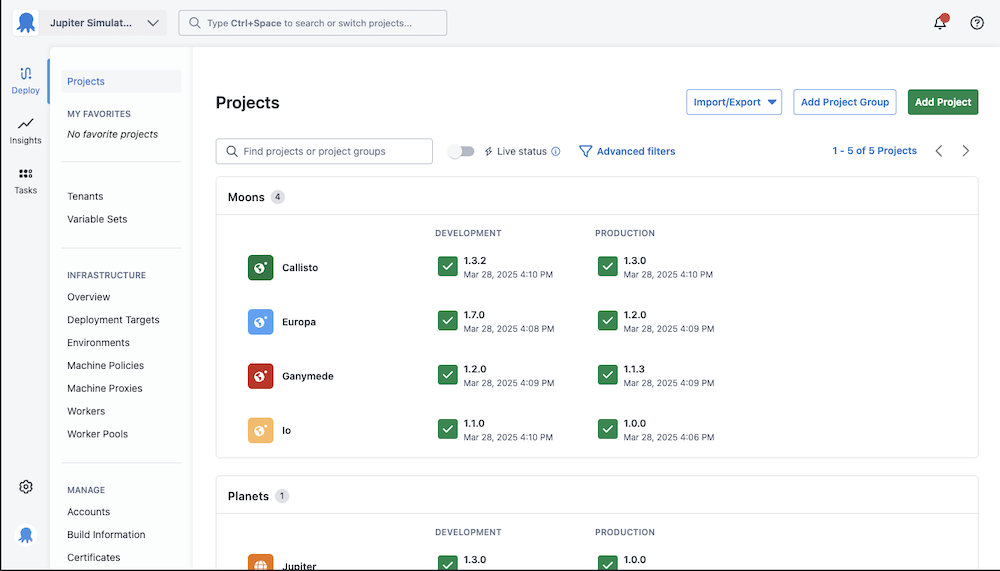 Jupiter Simulat...
Type Ctrl+Space to search or switch projects...
Deploy
Insights
Tasks
Projects
MY FAVORITES
No favorite projects
Tenants
Variable Sets
INFRASTRUCTURE
Overview
Deployment Targets
Environments
Machine Policies
Machine Proxies
Workers
Worker Pools
MANAGE
Accounts
Build Information
Certificates
Projects
Import/Export
Add Project Group
Add Project
Find projects or project groups
Live status
Advanced filters
1 - 5 of 5 Projects
Moons 4
DEVELOPMENT PRODUCTION
Callisto
1.3.2
Mar 28, 2025 4:10 PM
1.3.0
Mar 28, 2025 4:10 PM
Europa
1.7.0
Mar 28, 2025 4:08 PM
1.2.0
Mar 28, 2025 4:09 PM
Ganymede
1.2.0
Mar 28, 2025 4:09 PM
1.1.3
Mar 28, 2025 4:09 PM
Io
1.1.0
Mar 28, 2025 4:10 PM
1.0.0
Mar 28, 2025 4:06 PM
Planets 1
DEVELOPMENT PRODUCTION
Jupiter
1.3.0
1.0.0